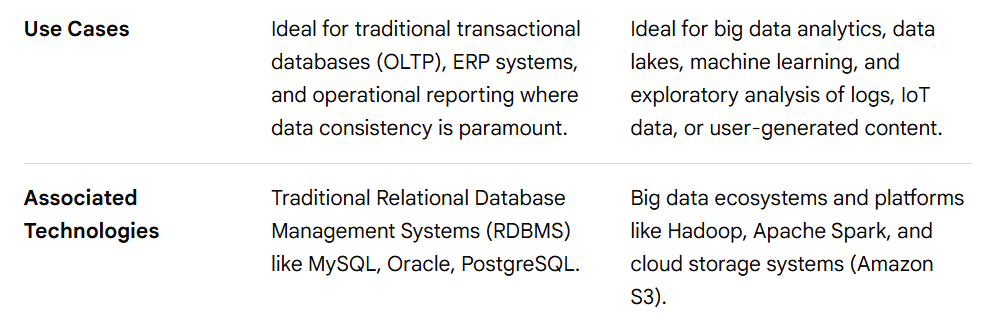 Use Cases
Ideal for traditional transactional
databases (OLTP), ERP systems,
and operational reporting where
data consistency is paramount.
Ideal for big data analytics, data
lakes, machine learning, and
exploratory analysis of logs, IoT
data, or user-generated content.
Associated
Technologies
Traditional Relational Database
Management Systems (RDBMS)
like MySQL, Oracle, PostgreSQL.
Big data ecosystems and platforms
like Hadoop, Apache Spark, and
cloud storage systems (Amazon
S3).